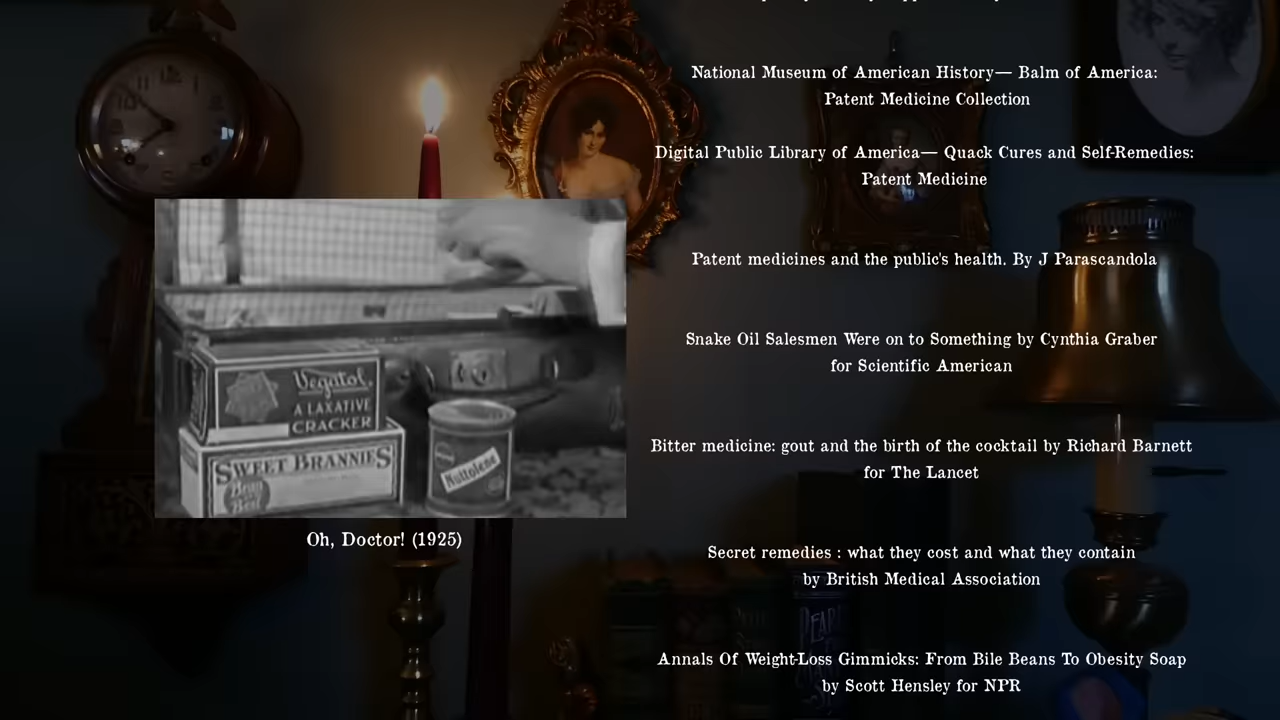 National Museum of American History— Balm of America:
Patent Medicine Collection
Digital Public Library of America— Quack Cures and Self-Remedies:
Patent Medicine
Patent medicines and the public's health. By J Parascandola
Snake Oil Salesmen Were on to Something by Cynthia Graber
for Scientific American
Bitter medicine: gout and the birth of the cocktail by Richard Barnett
for The Lancet
Secret remedies : what they cost and what they contain
by British Medical Association
Annals Of Weight-Loss Gimmicks: From Bile Beans To Obesity Soap
by Scott Hensley for NPR
Vegatol.
A LAXATIVE
CRACKER
SWEET BRANNIES
Nuttolene
Oh, Doctor! (1925)